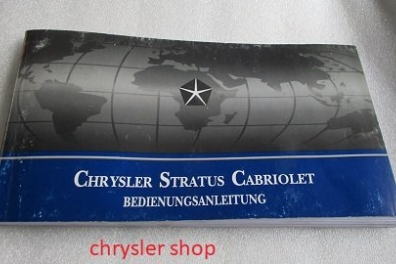 CHRYSLER STRATUS CABRIOLET
BEDIENUNGSANLEITUNG
chrysler shop